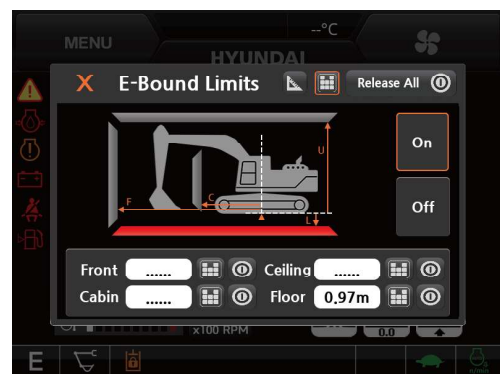 --°C
MENU
HYUNDAI
X E-Bound Limits Release All
U
On
F C L
Off
Front ...... Ceiling ......
Cabin ...... Floor 0.97m
x100 RPM 0.0
E